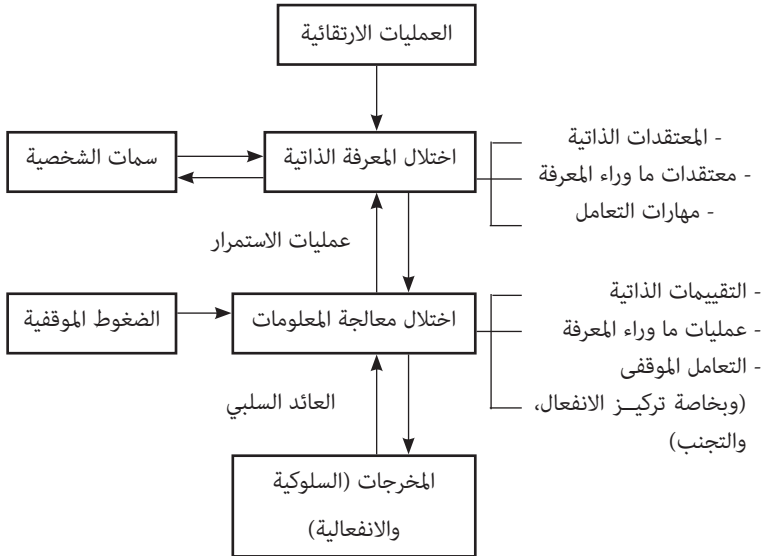 العمليات الارتقائية
سمات الشخصية
اختلال المعرفة الذاتية
- المعتقدات الذاتية
- معتقدات ما وراء المعرفة
- مهارات التعامل
عمليات الاستمرار
الضغوط الموقفية
اختلال معالجة المعلومات
- التقييمات الذاتية
- عمليات ما وراء المعرفة
- التعامل الموقفى
(وبخاصة تركيز الانفعال،
والتجنب)
العائد السلبي
المخرجات (السلوكية
والانفعالية)